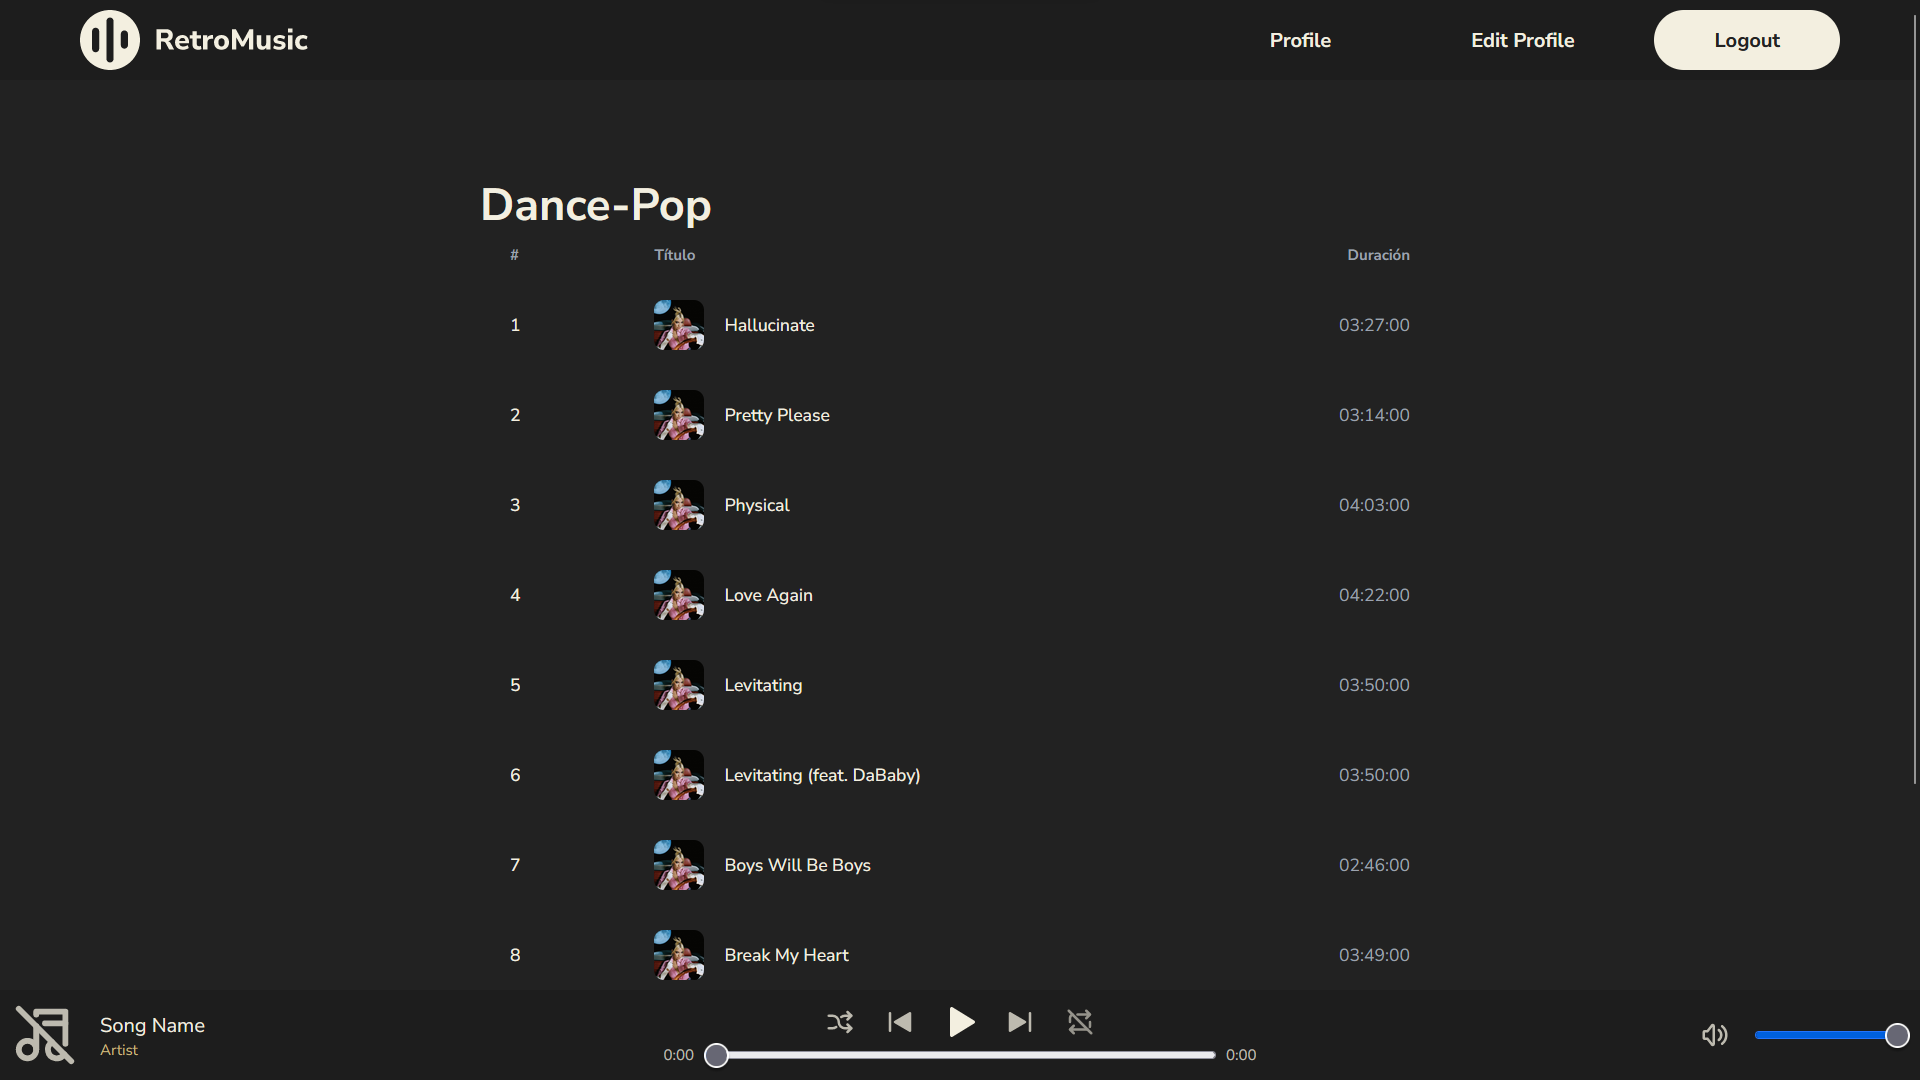 RetroMusic
Profile
Edit Profile
Logout
Dance-Pop
# Título Duración
1 Hallucinate 03:27:00
2 Pretty Please 03:14:00
3 Physical 04:03:00
4 Love Again 04:22:00
5 Levitating 03:50:00
6 Levitating (feat. DaBaby) 03:50:00
7 Boys Will Be Boys 02:46:00
8 Break My Heart 03:49:00
Song Name
Artist
0:00 0:00